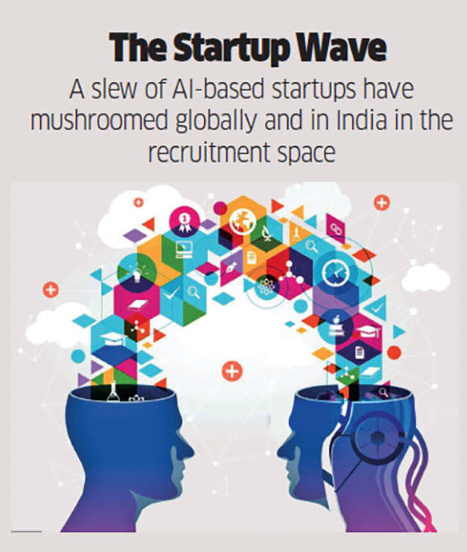 The Startup Wave
A slew of AI-based startups have
mushroomed globally and in India in the
recruitment space